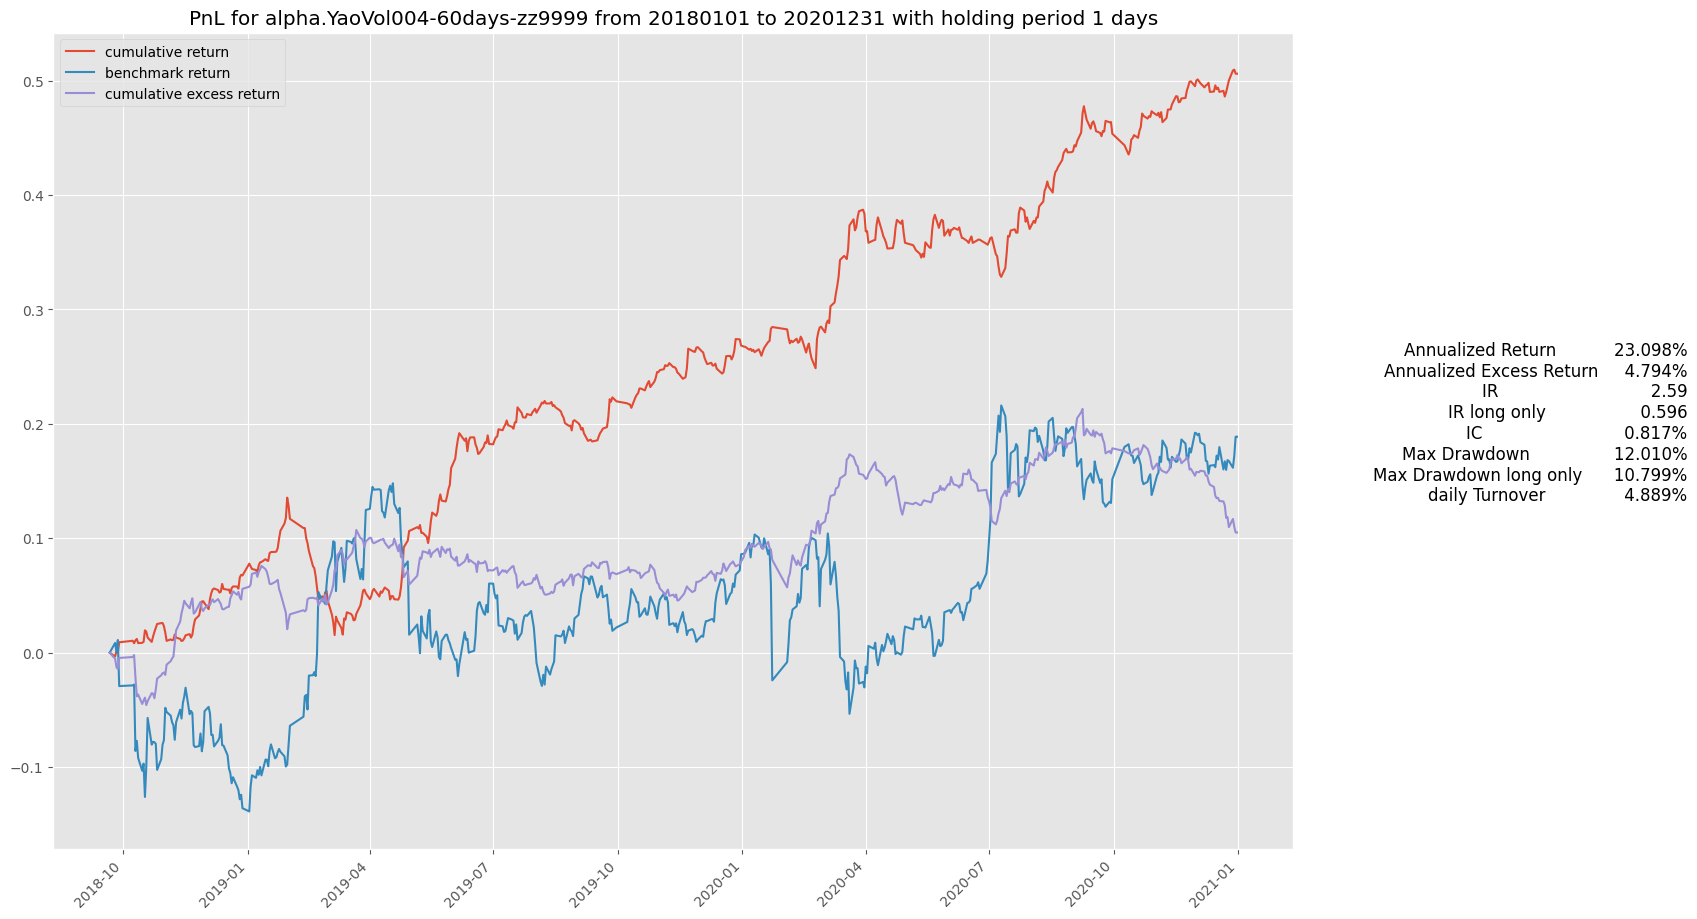 PnL for alpha.YaoVol004-60days-zz9999 from 20180101 to 20201231 with holding period 1 days
cumulative return
benchmark return
cumulative excess return
0.5
0.4
0.3
0.2
0.1
0.0
−0.1
2018-10
2019-01
2019-04
2019-07
2019-10
2020-01
2020-04
2020-07
2020-10
2021-01
Annualized Return 23.098%
Annualized Excess Return 4.794%
IR 2.59
IR long only 0.596
IC 0.817%
Max Drawdown 12.010%
Max Drawdown long only 10.799%
daily Turnover 4.889%